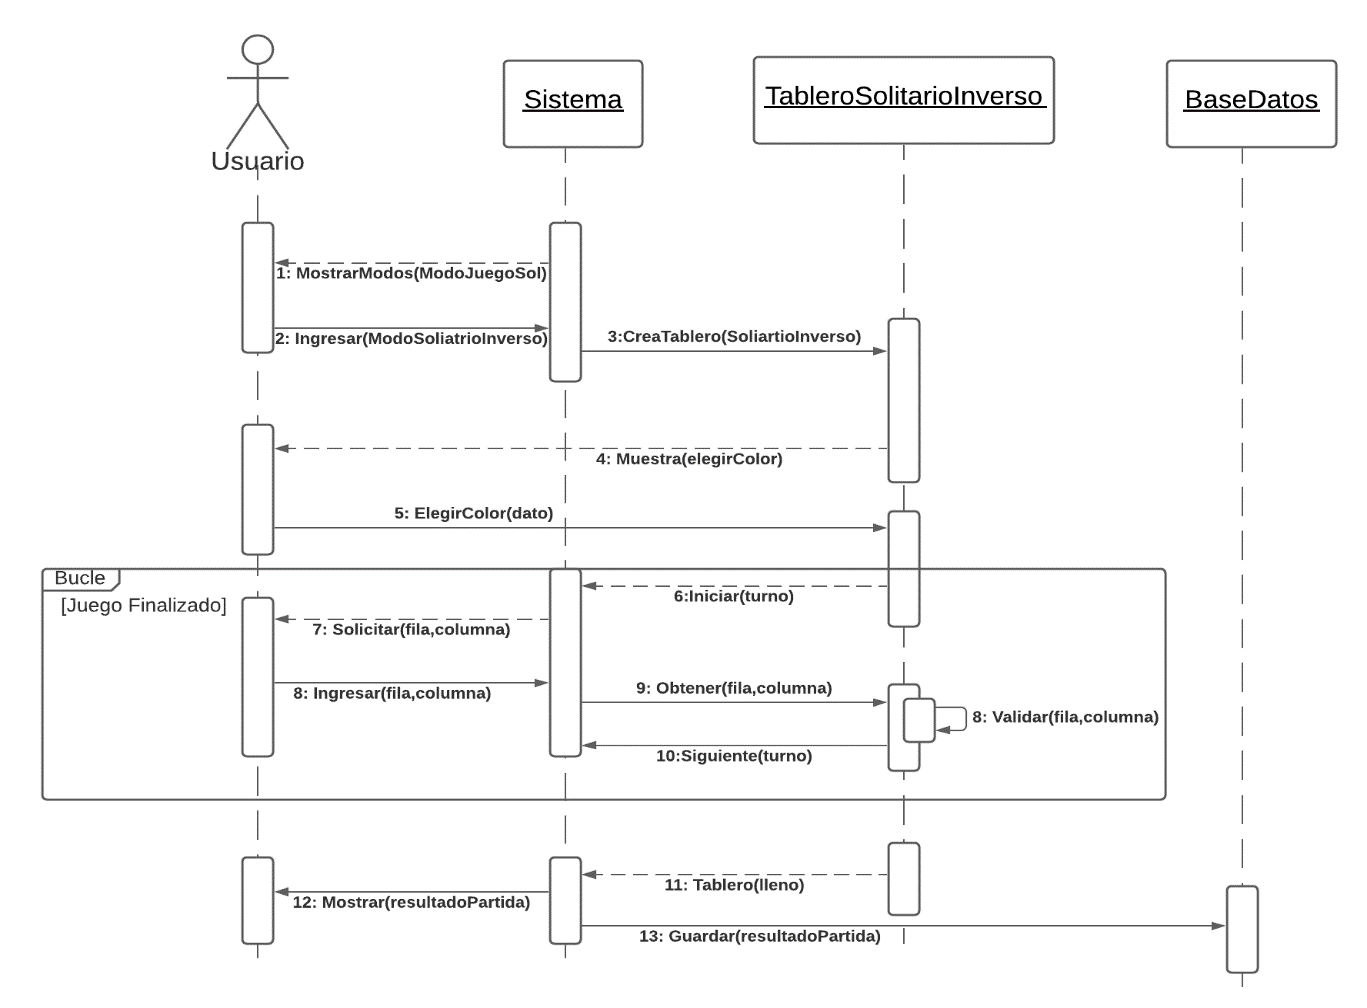 Usuario
Sistema
TableroSolitarioInverso
BaseDatos
1: MostrarModos(ModoJuegoSol)
2: Ingresar(ModoSoliatrioInverso)
3:CreaTablero(SoliartioInverso)
4: Muestra(elegirColor)
5: ElegirColor(dato)
Bucle
[Juego Finalizado]
6:Iniciar(turno)
7: Solicitar(fila,columna)
8: Ingresar(fila,columna)
9: Obtener(fila,columna)
8: Validar(fila,columna)
10:Siguiente(turno)
11: Tablero(lleno)
12: Mostrar(resultadoPartida)
13: Guardar(resultadoPartida)